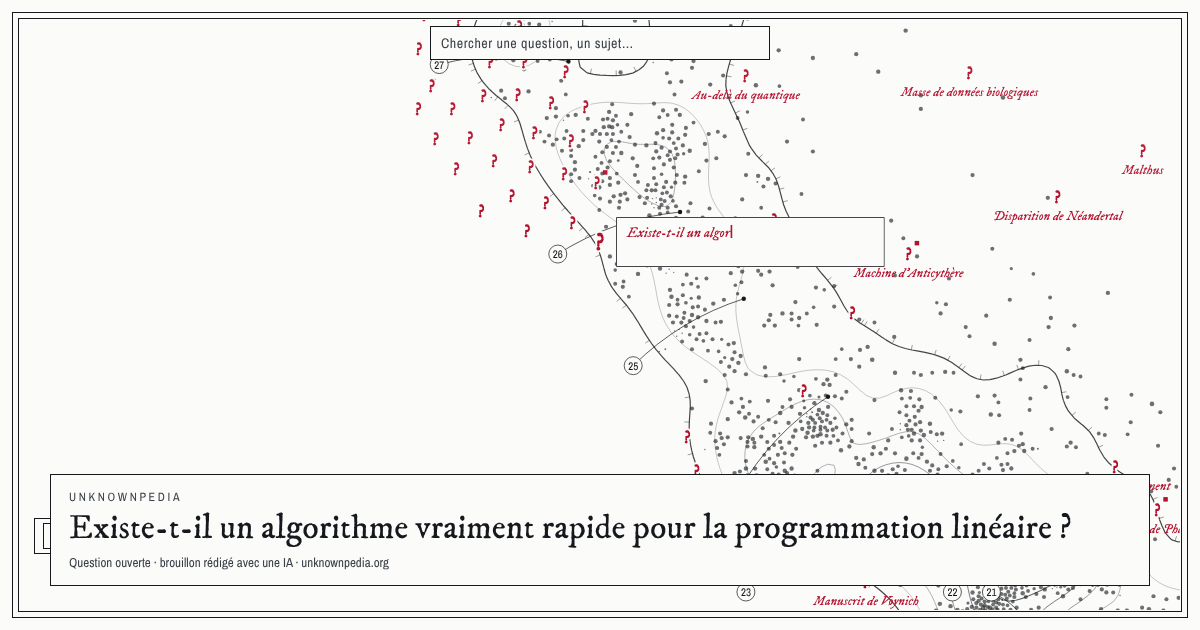 Chercher une question, un sujet...
27
Au-delà du quantique
Masse de données biologiques
Malthus
Disparition de Néandertal
Existe-t-il un algor
26
Machine d'Anticythère
25
UNKNOWNPEDIA
Existe-t-il un algorithme vraiment rapide pour la programmation linéaire ?
Question ouverte · brouillon rédigé avec une IA · unknownpedia.org
23
Manuscrit de Voynich
22
21